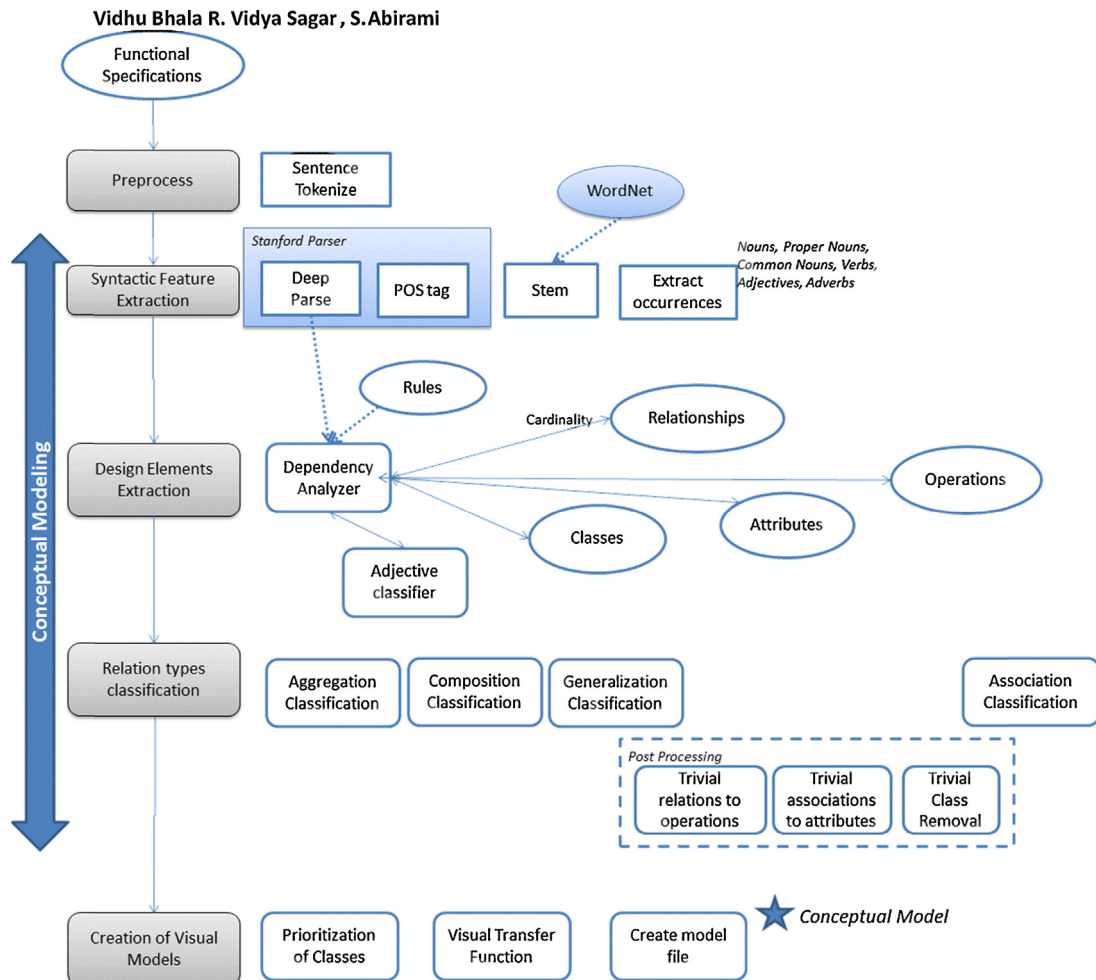 Vidhu Bhala R. Vidya Sagar , S.Abirami
Functional
Specifications
Preprocess
Sentence
Tokenize
WordNet
Stanford Parser
Syntactic Feature
Extraction
Deep
Parse
POS tag
Stem
Extract
occurrences
Nouns, Proper Nouns,
Common Nouns, Verbs,
Adjectives, Adverbs
Rules
Cardinality
Relationships
Conceptual Modeling
Design Elements
Extraction
Dependency
Analyzer
Operations
Attributes
Classes
Adjective
classifier
Relation types
classification
Aggregation
Classification
Composition
Classification
Generalization
Classification
Association
Classification
Post Processing
Trivial
relations to
operations
Trivial
associations
to attributes
Trivial
Class
Removal
Conceptual Model
Creation of Visual
Models
Prioritization
of Classes
Visual Transfer
Function
Create model
file